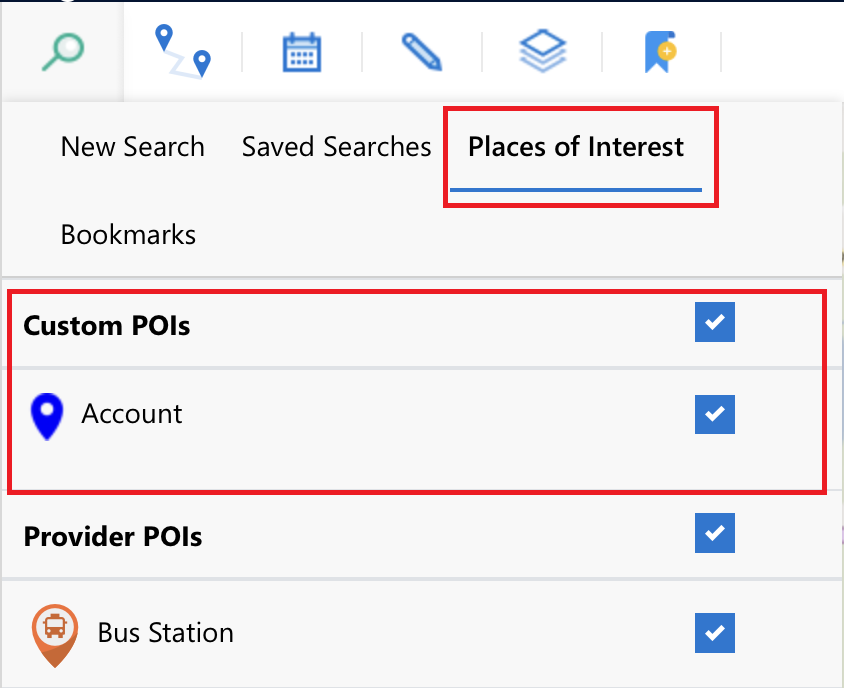 New Search Saved Searches Places of Interest
Bookmarks
Custom POIs
Account
Provider POIs
Bus Station